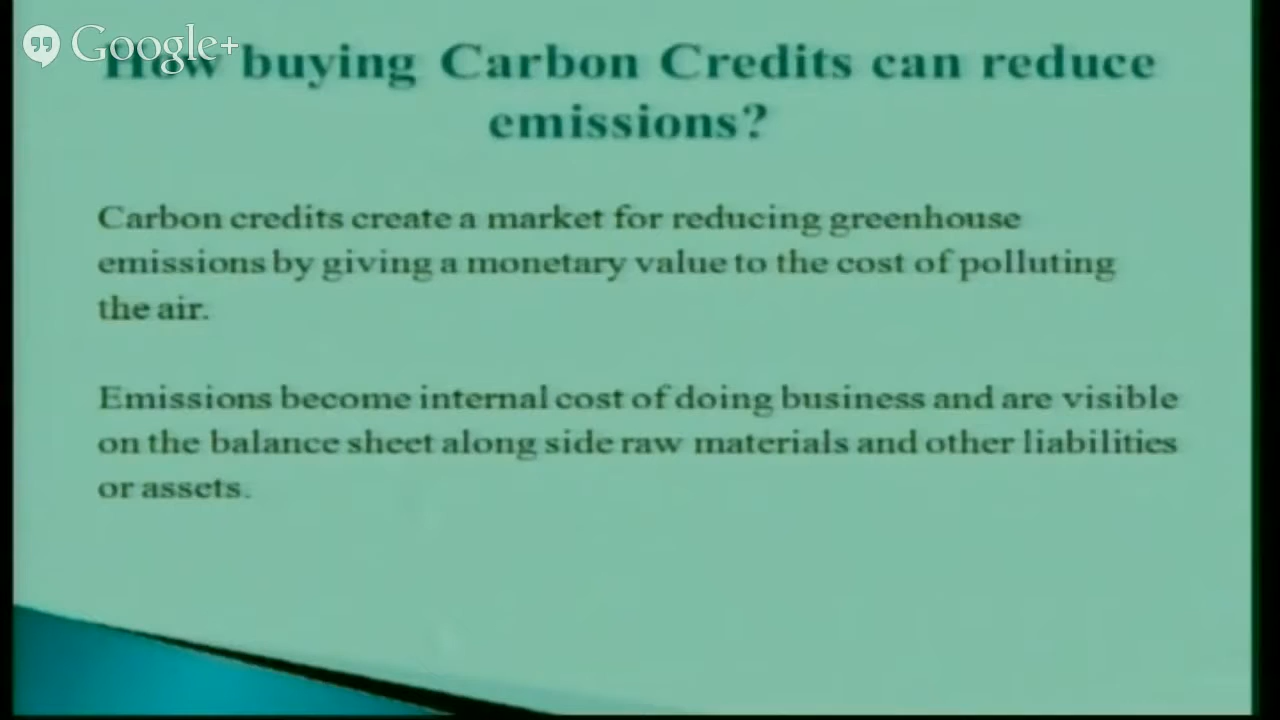 Google+
How buying Carbon Credits can reduce
emissions?
Carbon credits create a market for reducing greenhouse
emissions by giving a monetary value to the cost of polluting
the air.
Emissions become internal cost of doing business and are visible
on the balance sheet along side raw materials and other liabilities
or assets.